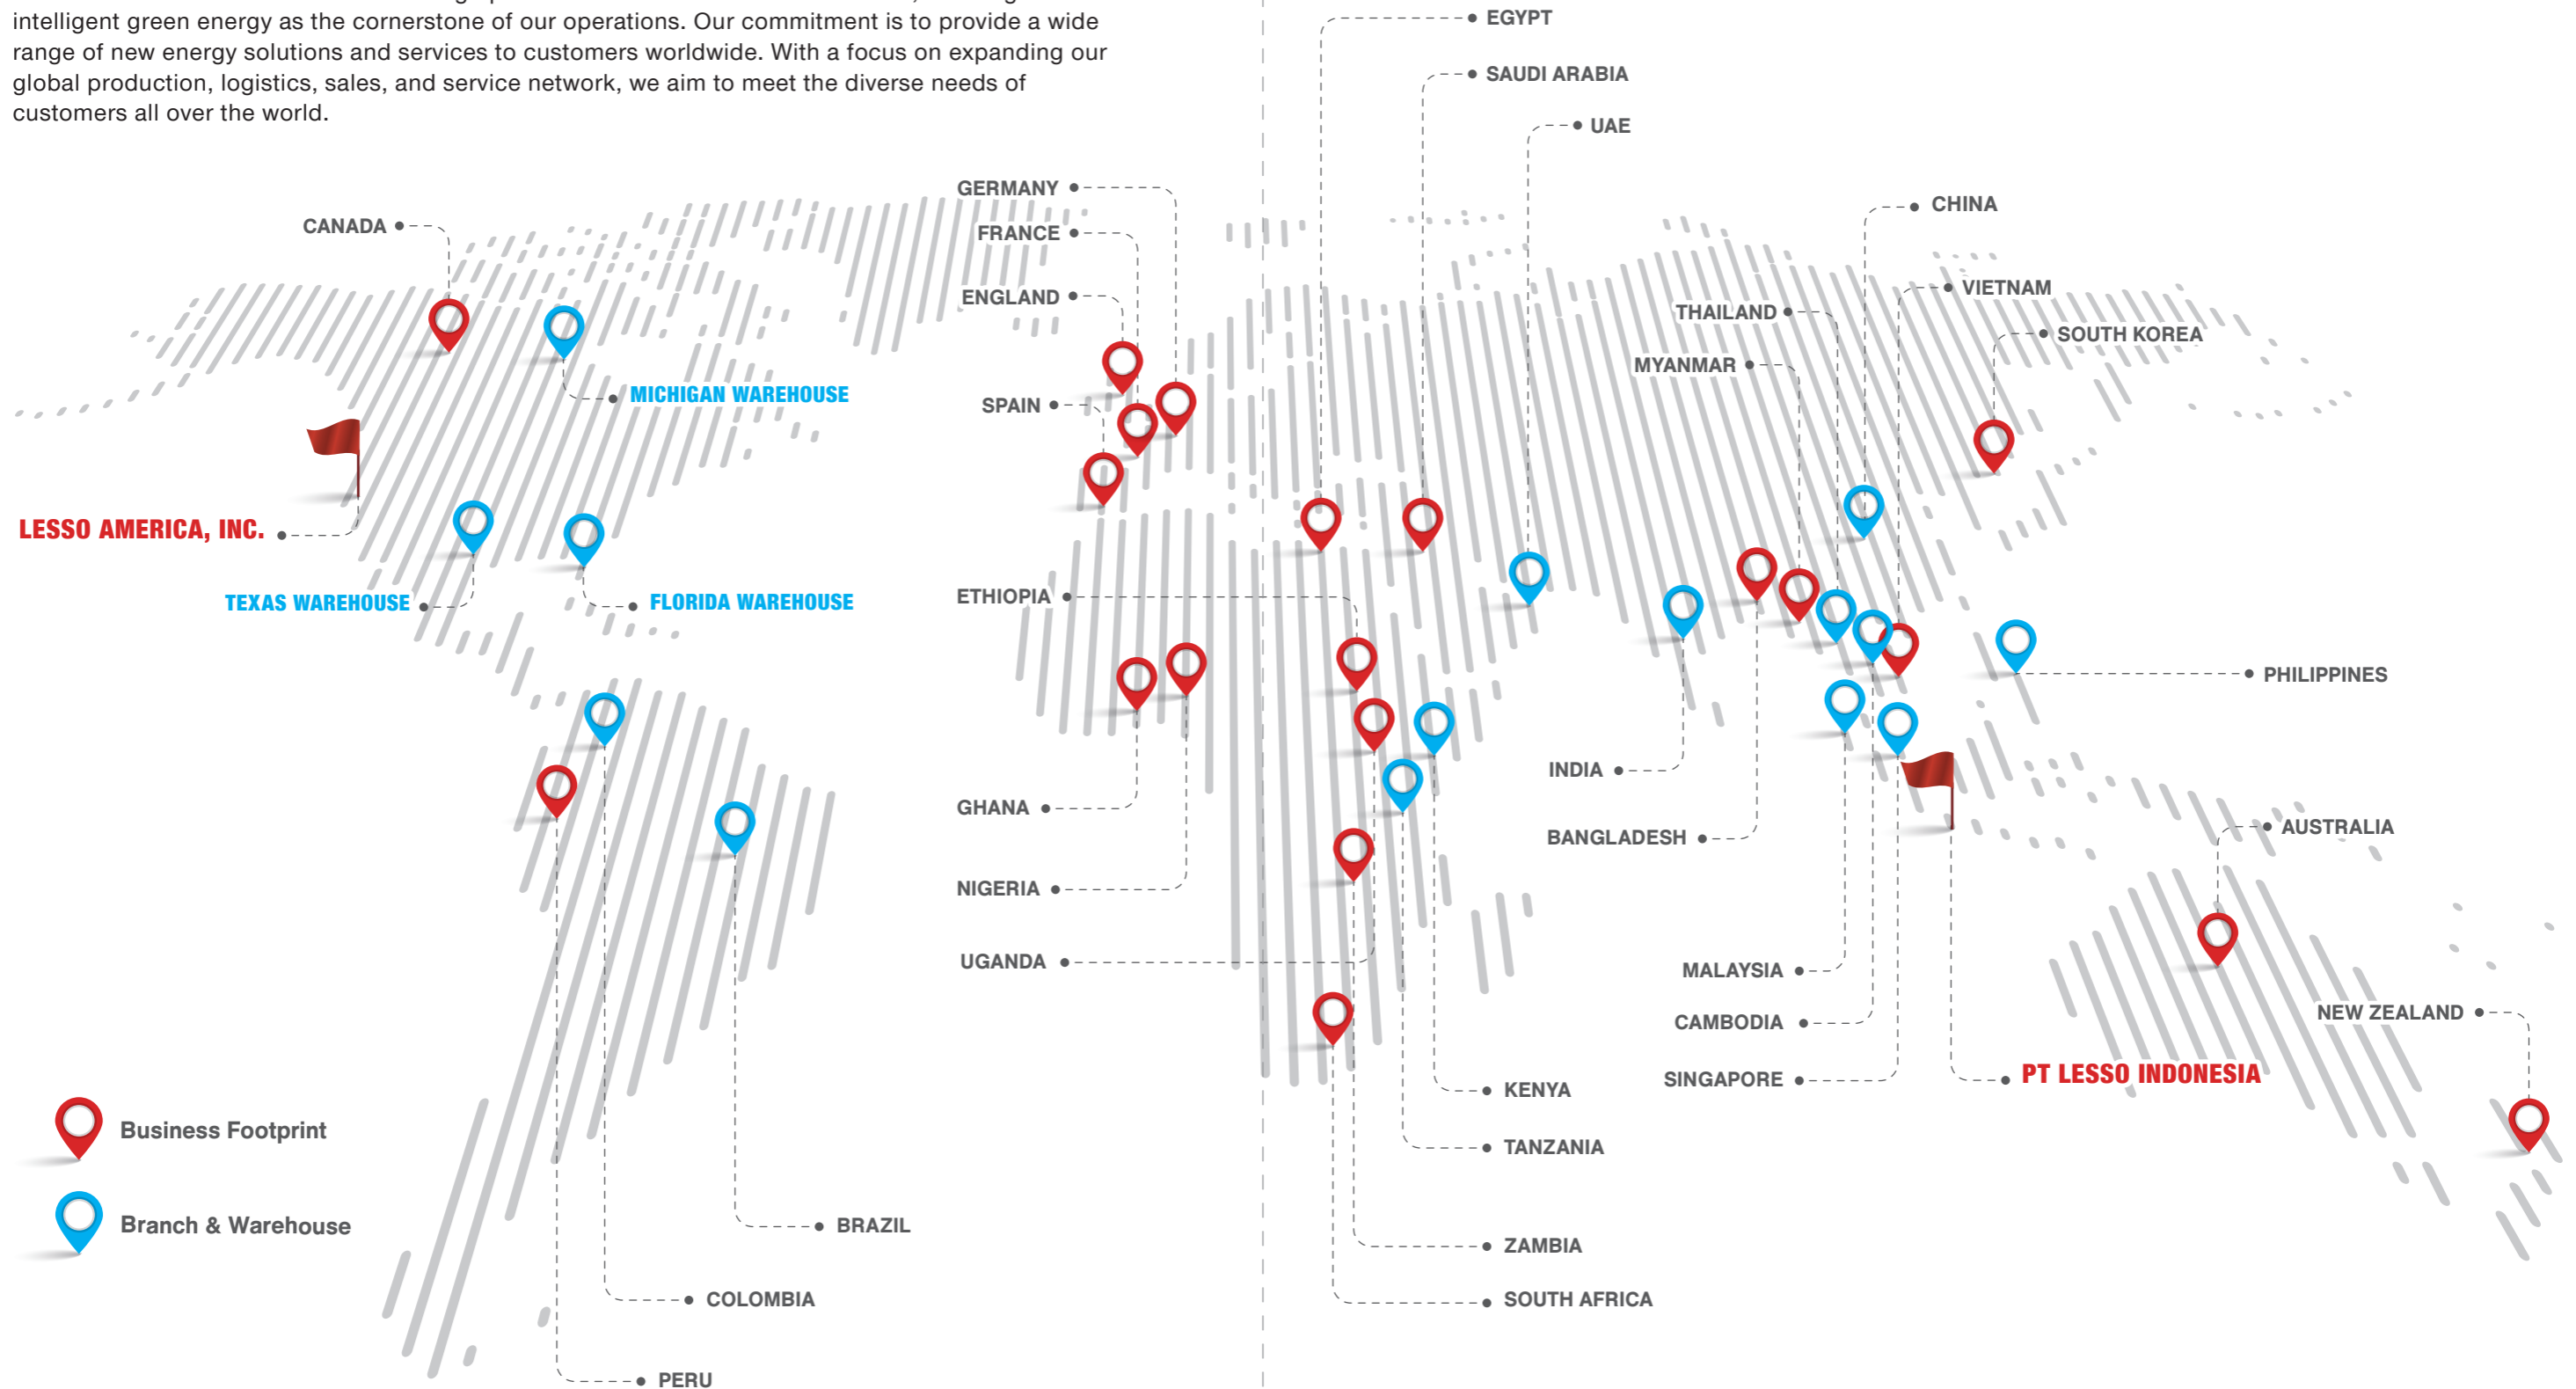 intelligent green energy as the cornerstone of our operations. Our commitment is to provide a wide
range of new energy solutions and services to customers worldwide. With a focus on expanding our
global production, logistics, sales, and service network, we aim to meet the diverse needs of
customers all over the world.
EGYPT
SAUDI ARABIA
UAE
GERMANY
CHINA
CANADA
FRANCE
VIETNAM
ENGLAND
THAILAND
SOUTH KOREA
MYANMAR
MICHIGAN WAREHOUSE
SPAIN
LESSO AMERICA, INC.
ETHIOPIA
TEXAS WAREHOUSE
FLORIDA WAREHOUSE
PHILIPPINES
INDIA
GHANA
AUSTRALIA
BANGLADESH
NIGERIA
UGANDA
MALAYSIA
NEW ZEALAND
CAMBODIA
PT LESSO INDONESIA
SINGAPORE
KENYA
Business Footprint
TANZANIA
Branch & Warehouse
BRAZIL
ZAMBIA
COLOMBIA
SOUTH AFRICA
PERU